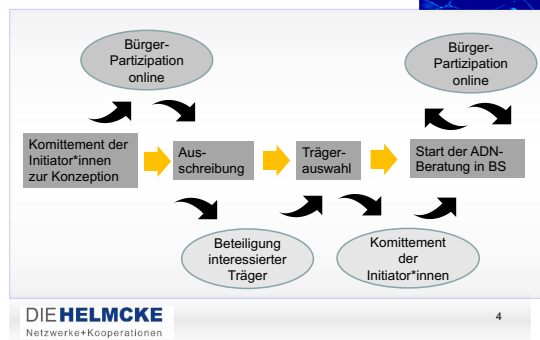 Bürger-
Partizipation
online
Bürger-
Partizipation
online
Komittement der
Initiator*innen
zur Konzeption
Aus-
schreibung
Träger-
auswahl
Start der ADN-
Beratung in BS
Beteiligung
interessierter
Träger
Komittement
der
Initiator*innen
DIEHELMCKE
Netzwerke+Kooperationen
4